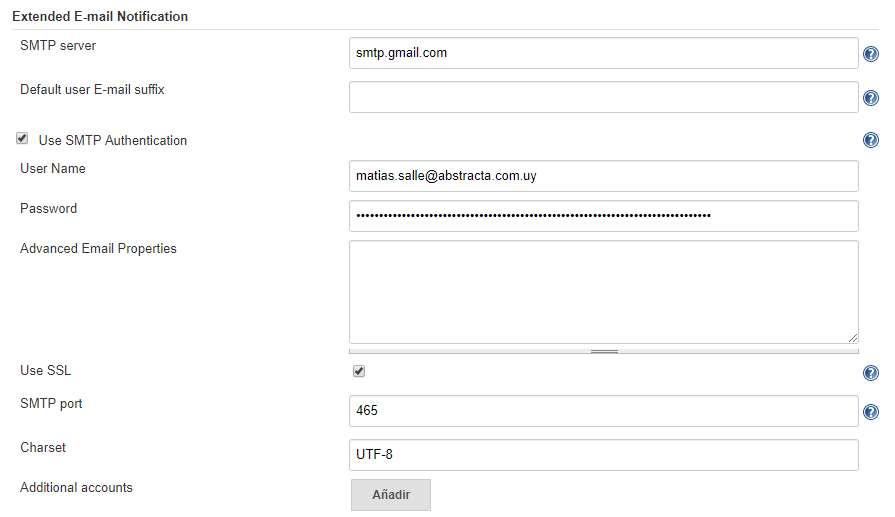 Extended E-mail Notification
SMTP server
smtp.gmail.com
Default user E-mail suffix
Use SMTP Authentication
User Name
matias.salle@abstracta.com.uy
Password
Advanced Email Properties
Use SSL
SMTP port
465
Charset
UTF-8
Additional accounts
Añadir